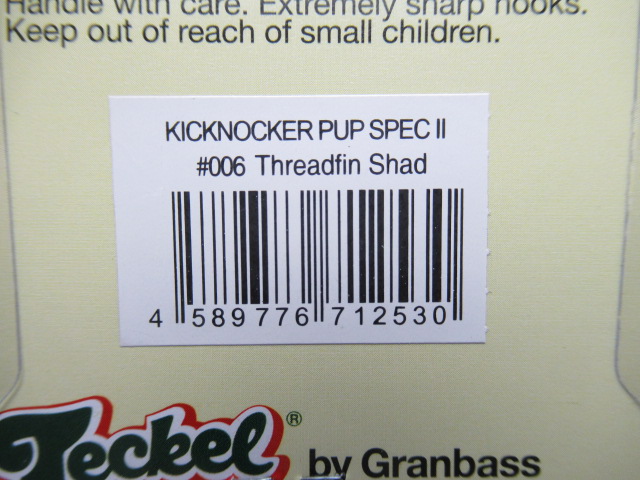 Handle with care. Extremely sharp hooks.
Keep out of reach of small children.
KICKNOCKER PUP SPEC II
#006 Threadfin Shad
4 589776 712530
Teckel® by Granbass